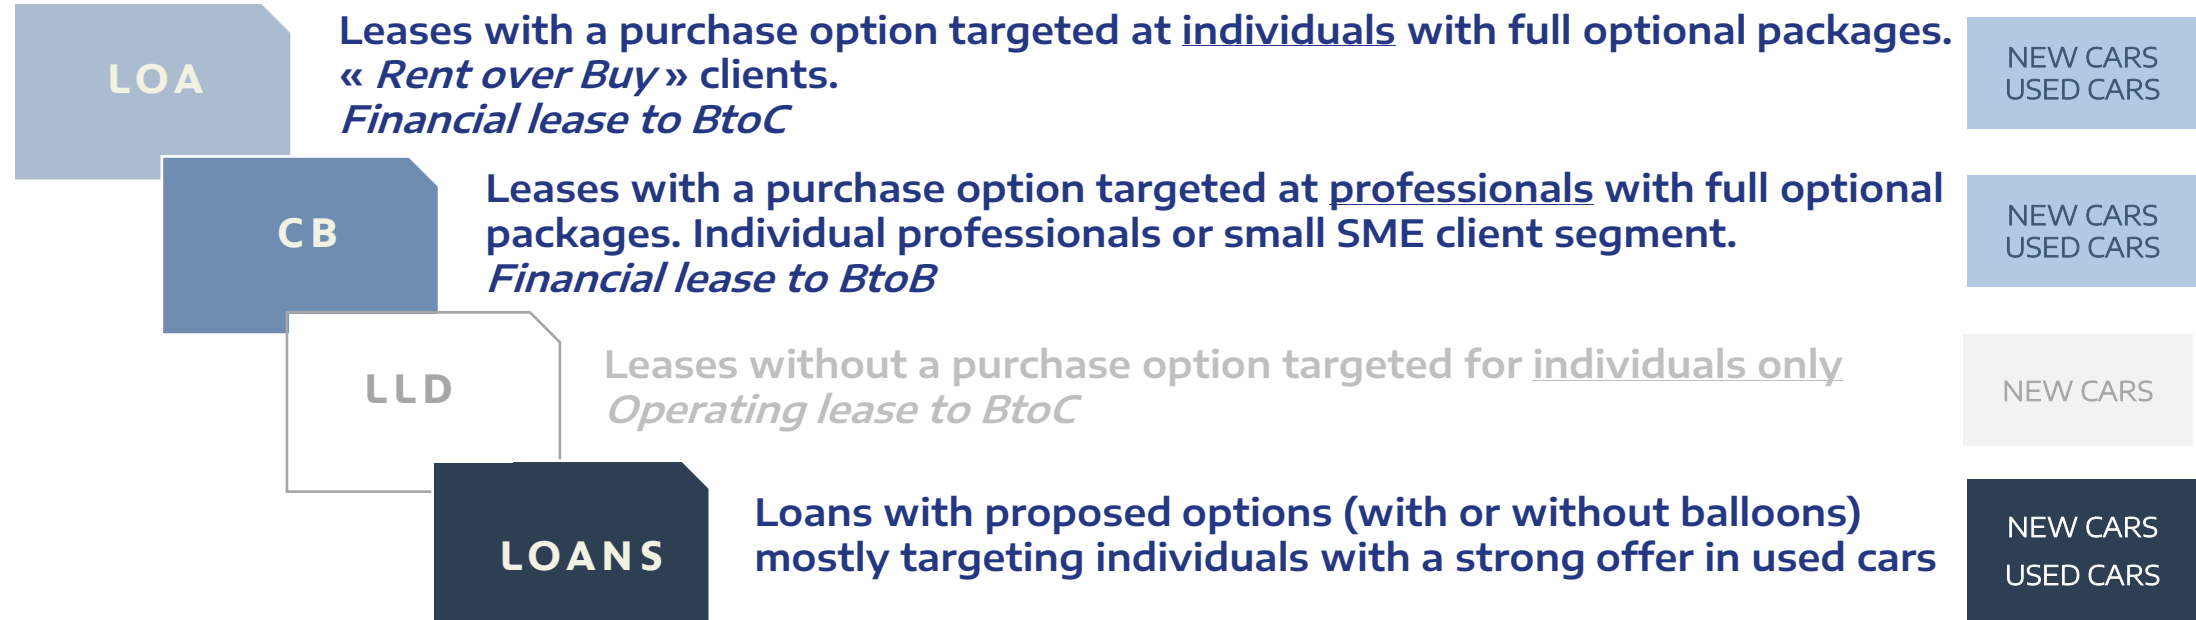 LOA
Leases with a purchase option targeted at individuals with full optional packages.
« Rent over Buy » clients.
Financial lease to BtoC
NEW CARS
USED CARS
CB
Leases with a purchase option targeted at professionals with full optional
packages. Individual professionals or small SME client segment.
Financial lease to BtoB
NEW CARS
USED CARS
LLD
Leases without a purchase option targeted for individuals only
Operating lease to BtoC
NEW CARS
LOANS
Loans with proposed options (with or without balloons)
mostly targeting individuals with a strong offer in used cars
NEW CARS
USED CARS